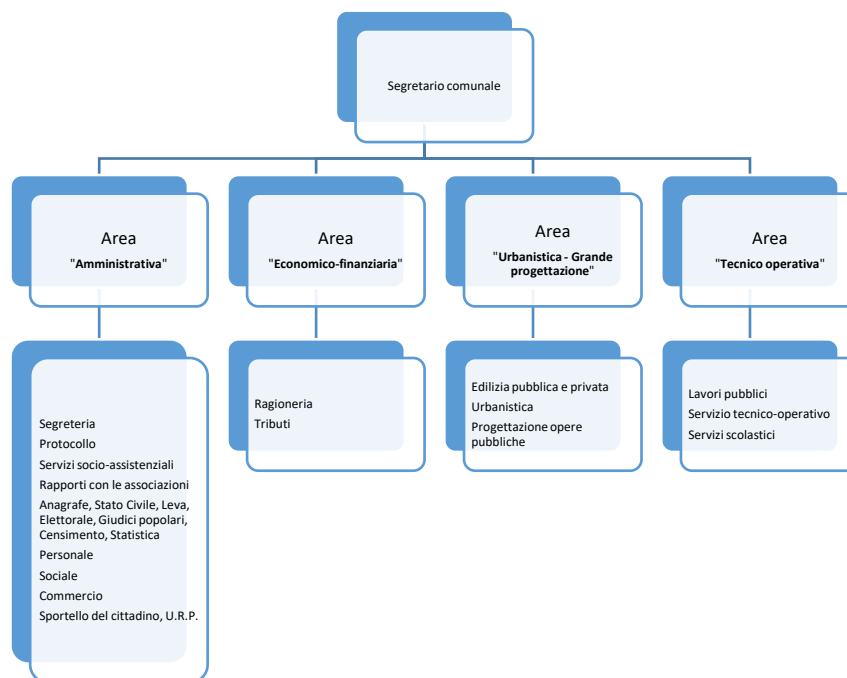 Segretario comunale
Area
"Amministrativa"
Area
"Economico-finanziaria"
Area
"Urbanistica - Grande
progettazione"
Area
"Tecnico operativa"
Segreteria
Protocollo
Servizi socio-assistenziali
Rapporti con le associazioni
Anagrafe, Stato Civile, Leva,
Elettorale, Giudici popolari,
Censimento, Statistica
Personale
Sociale
Commercio
Sportello del cittadino, U.R.P.
Ragioneria
Tributi
Edilizia pubblica e privata
Urbanistica
Progettazione opere
pubbliche
Lavori pubblici
Servizio tecnico-operativo
Servizi scolastici